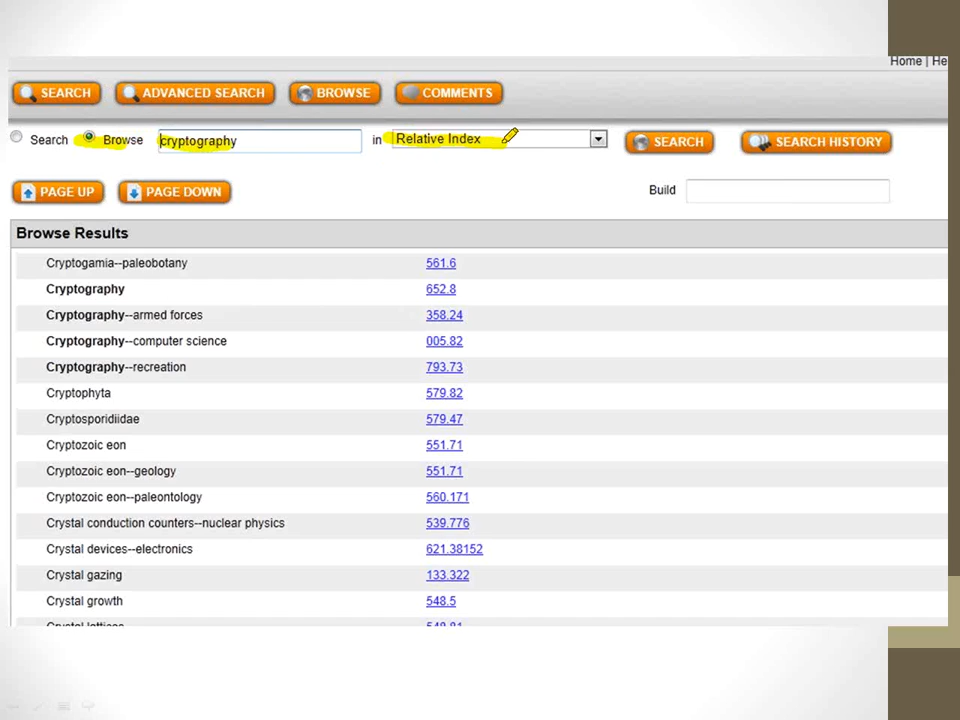 Home | He
SEARCH ADVANCED SEARCH BROWSE COMMENTS
Search Browse cryptography in Relative Index SEARCH SEARCH HISTORY
PAGE UP PAGE DOWN Build
Browse Results
Cryptogamia--paleobotany 561.6
Cryptography 652.8
Cryptography--armed forces 358.24
Cryptography--computer science 005.82
Cryptography--recreation 793.73
Cryptophyta 579.82
Cryptosporidiidae 579.47
Cryptozoic eon 551.71
Cryptozoic eon--geology 551.71
Cryptozoic eon--paleontology 560.171
Crystal conduction counters--nuclear physics 539.776
Crystal devices--electronics 621.38152
Crystal gazing 133.322
Crystal growth 548.5
Crystal lattices 548.81